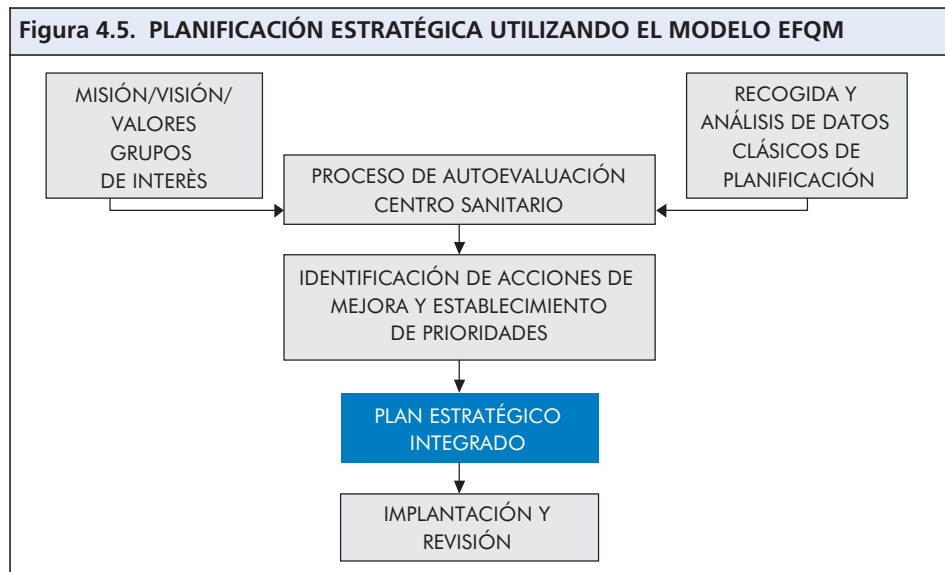 Figura 4.5. PLANIFICACIÓN ESTRATÉGICA UTILIZANDO EL MODELO EFQM
MISIÓN/VISIÓN/
VALORES
GRUPOS
DE INTERÈS
RECOGIDA Y
ANÁLISIS DE DATOS
CLÁSICOS DE
PLANIFICACIÓN
PROCESO DE AUTOEVALUACIÓN
CENTRO SANITARIO
IDENTIFICACIÓN DE ACCIONES DE
MEJORA Y ESTABLECIMIENTO
DE PRIORIDADES
PLAN ESTRATÉGICO
INTEGRADO
IMPLANTACIÓN Y
REVISIÓN